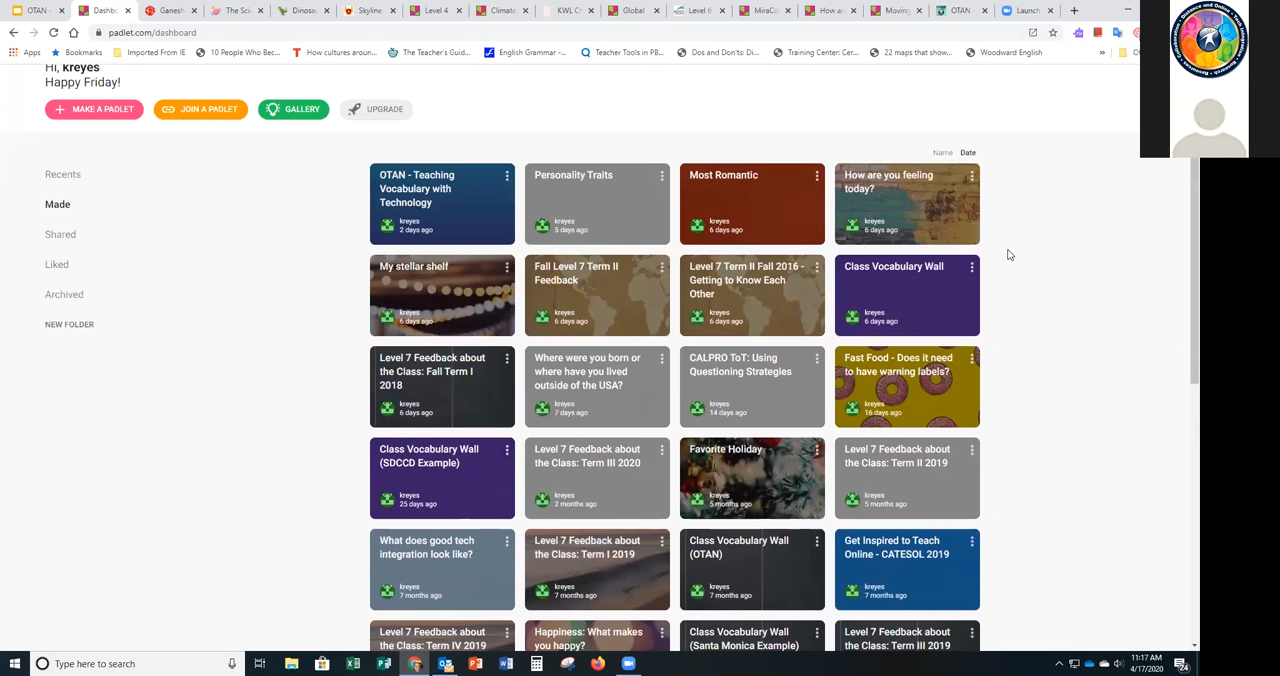 OTAN -
Dashbo
Ganesh
The Scie
Dinosau
Skyline
Level 4
Climate
KWL Ch
Global
Level 6
MiraCo
How ar
Moving
OTAN -
Launch
padlet.com/dashboard
Apps
Bookmarks
Imported From IE
10 People Who Bec...
How cultures aroun...
The Teacher's Guid...
English Grammar -...
Teacher Tools in PB...
Dos and Don'ts: Di...
Training Center: Cer...
22 maps that show...
Woodward English
»
Hi, kreyes
Happy Friday!
MAKE A PADLET
JOIN A PADLET
GALLERY
UPGRADE
Name Date
Recents
Made
Shared
Liked
Archived
NEW FOLDER
OTAN - Teaching
Vocabulary with
Technology
kreyes
2 days ago
Personality Traits
kreyes
5 days ago
Most Romantic
kreyes
6 days ago
How are you feeling
today?
kreyes
6 days ago
My stellar shelf
kreyes
6 days ago
Fall Level 7 Term II
Feedback
kreyes
6 days ago
Level 7 Term II Fall 2016 -
Getting to Know Each
Other
kreyes
6 days ago
Class Vocabulary Wall
kreyes
6 days ago
Level 7 Feedback about
the Class: Fall Term I
2018
kreyes
6 days ago
Where were you born or
where have you lived
outside of the USA?
kreyes
7 days ago
CALPRO ToT: Using
Questioning Strategies
kreyes
14 days ago
Fast Food - Does it need
to have warning labels?
kreyes
16 days ago
Class Vocabulary Wall
(SDCCD Example)
kreyes
25 days ago
Level 7 Feedback about
the Class: Term III 2020
kreyes
2 months ago
Favorite Holiday
kreyes
5 months ago
Level 7 Feedback about
the Class: Term II 2019
kreyes
5 months ago
What does good tech
integration look like?
kreyes
7 months ago
Level 7 Feedback about
the Class: Term I 2019
kreyes
7 months ago
Class Vocabulary Wall
(OTAN)
kreyes
7 months ago
Get Inspired to Teach
Online - CATESOL 2019
kreyes
7 months ago
Level 7 Feedback about
the Class: Term IV 2019
Happiness: What makes
you happy?
Class Vocabulary Wall
(Santa Monica Example)
Level 7 Feedback about
the Class: Term III 2019
Type here to search
11:17 AM
4/17/2020
24